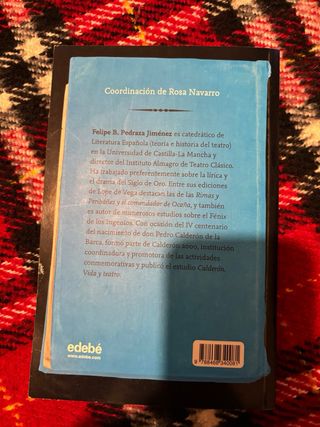 Coordinación de Rosa Navarro
Felipe B. Pedraza Jiménez es catedrático de
Literatura Española (teoría e historia del teatro)
en la Universidad de Castilla-La Mancha y
director del Instituto Almagro de Teatro Clásico.
Ha trabajado preferentemente sobre la lírica y
el drama del Siglo de Oro. Entre sus ediciones
de Lope de Vega destacan las de las Rimas y
Peribáñez y el comendador de Ocaña, y también
es autor de numerosos estudios sobre el Fénix
de los Ingenios. Con ocasión del IV centenario
del nacimiento de don Pedro Calderón de la
Barca, formó parte de Calderón 2000, institución
coordinadora y promotora de las actividades
conmemorativas y publicó el estudio Calderón.
Vida y teatro.
edebé
www.edebe.com
9 788468 340081